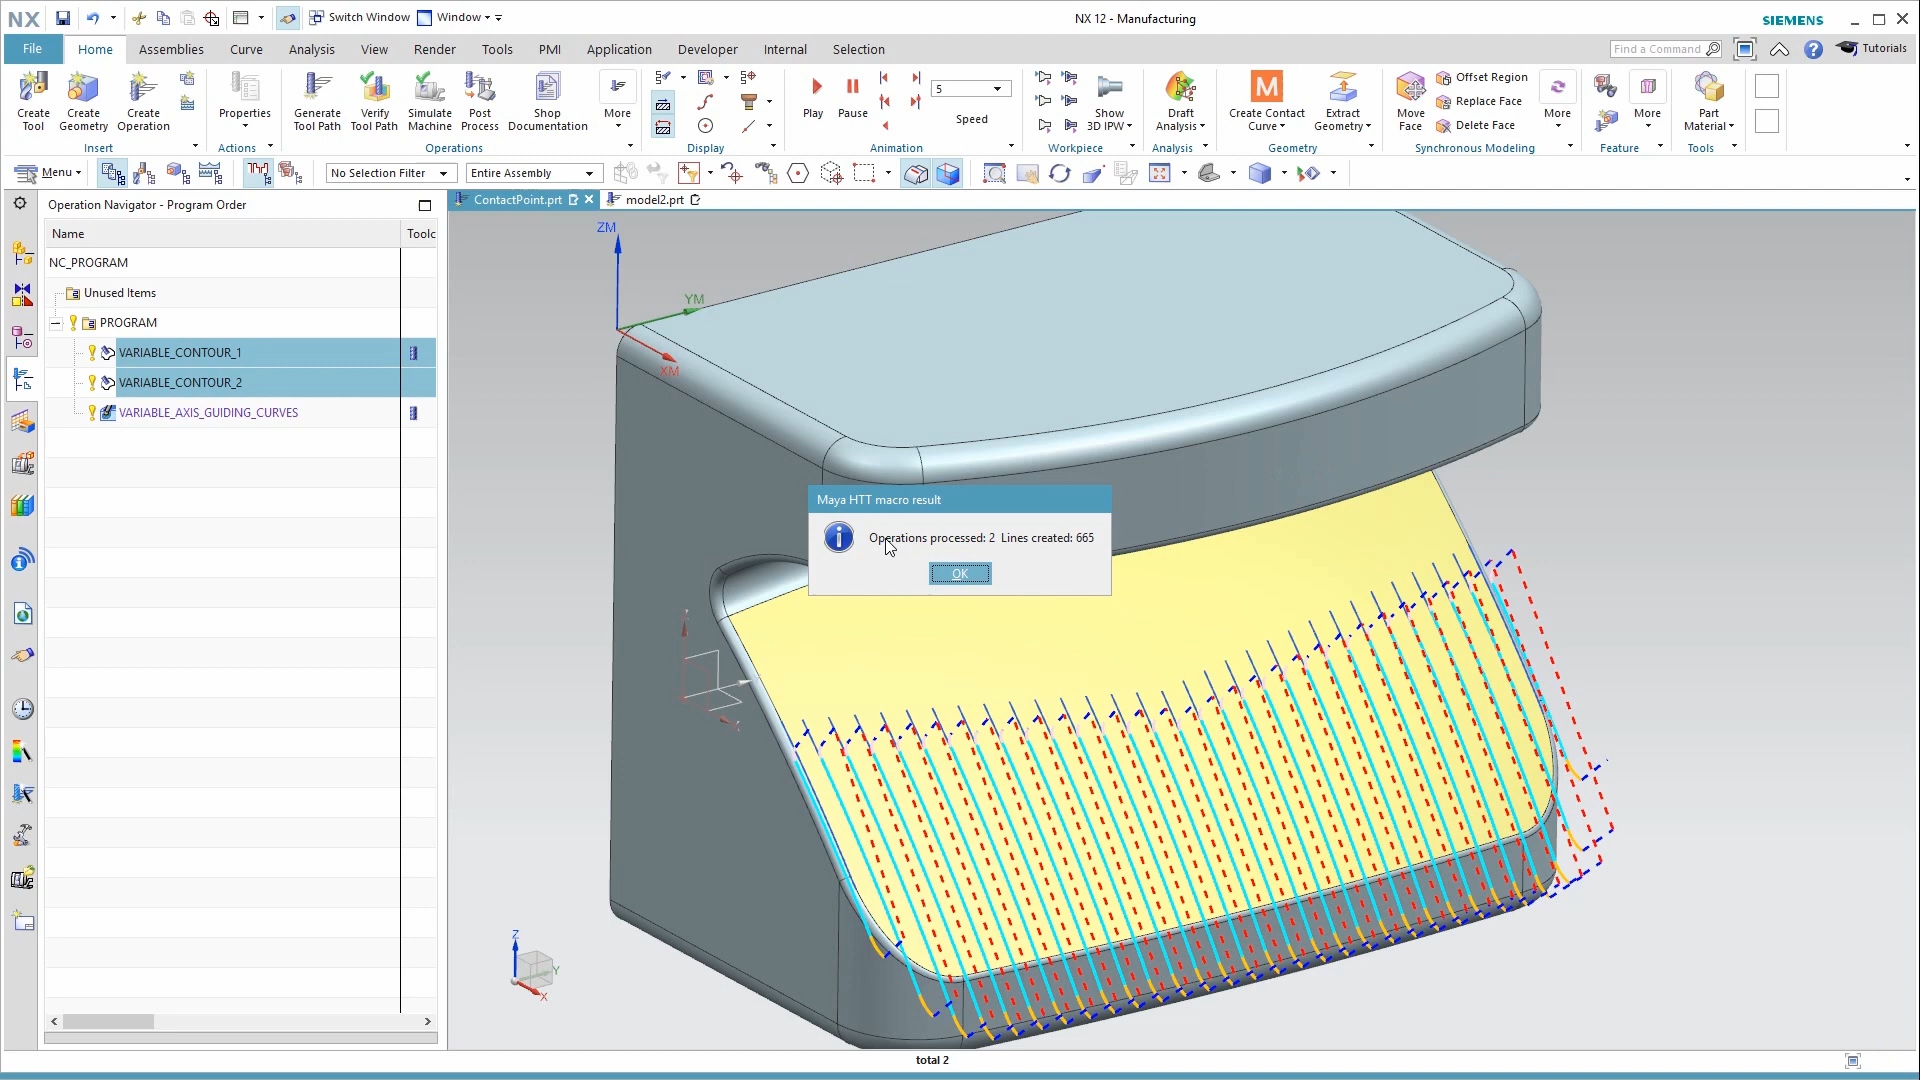 NX
Switch Window
Window
NX 12 - Manufacturing
SIEMENS
File
Home
Assemblies
Curve
Analysis
View
Render
Tools
PMI
Application
Developer
Internal
Selection
Find a Command
Tutorials
Create Tool
Create Geometry
Create Operation
Insert
Properties
Actions
Generate Tool Path
Verify Tool Path
Simulate Machine
Post Process
Shop Documentation
More
Operations
Display
Play
Pause
5
Speed
Animation
Show 3D IPW
Workpiece
Draft Analysis
Analysis
M
Create Contact Curve
Extract Geometry
Geometry
Move Face
Offset Region
Replace Face
Delete Face
More
Synchronous Modeling
More
Feature
Part Material
Tools
Menu
No Selection Filter
Entire Assembly
Operation Navigator - Program Order
ContactPoint.prt
model2.prt
Name
Toolc
NC_PROGRAM
Unused Items
PROGRAM
VARIABLE_CONTOUR_1
VARIABLE_CONTOUR_2
VARIABLE_AXIS_GUIDING_CURVES
ZM
YM
XM
Maya HTT macro result
Operations processed: 2 Lines created: 665
OK
Z
Y
X
total 2